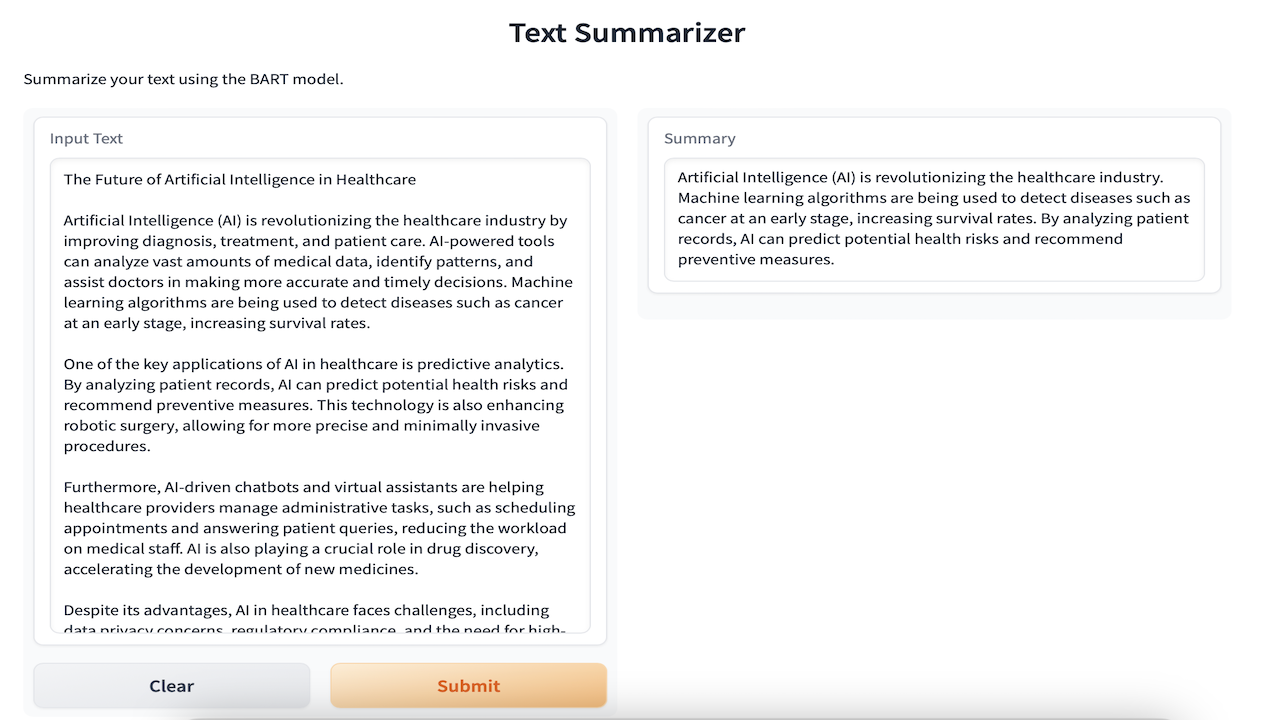 Text Summarizer
Summarize your text using the BART model.
Input Text
The Future of Artificial Intelligence in Healthcare
Artificial Intelligence (AI) is revolutionizing the healthcare industry by
improving diagnosis, treatment, and patient care. AI-powered tools
can analyze vast amounts of medical data, identify patterns, and
assist doctors in making more accurate and timely decisions. Machine
learning algorithms are being used to detect diseases such as cancer
at an early stage, increasing survival rates.
One of the key applications of AI in healthcare is predictive analytics.
By analyzing patient records, AI can predict potential health risks and
recommend preventive measures. This technology is also enhancing
robotic surgery, allowing for more precise and minimally invasive
procedures.
Furthermore, AI-driven chatbots and virtual assistants are helping
healthcare providers manage administrative tasks, such as scheduling
appointments and answering patient queries, reducing the workload
on medical staff. AI is also playing a crucial role in drug discovery,
accelerating the development of new medicines.
Despite its advantages, AI in healthcare faces challenges, including
data privacy concerns, regulatory compliance, and the need for high-
Clear
Submit
Summary
Artificial Intelligence (AI) is revolutionizing the healthcare industry.
Machine learning algorithms are being used to detect diseases such as
cancer at an early stage, increasing survival rates. By analyzing patient
records, AI can predict potential health risks and recommend
preventive measures.